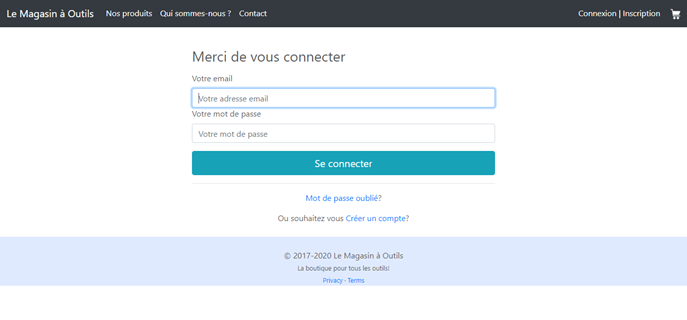 Le Magasin à Outils Nos produits Qui sommes-nous ? Contact Connexion | Inscription
Merci de vous connecter
Votre email
Votre adresse email
Votre mot de passe
Votre mot de passe
Se connecter
Mot de passe oublié?
Ou souhaitez vous Créer un compte?
© 2017-2020 Le Magasin à Outils
La boutique pour tous les outils!
Privacy - Terms